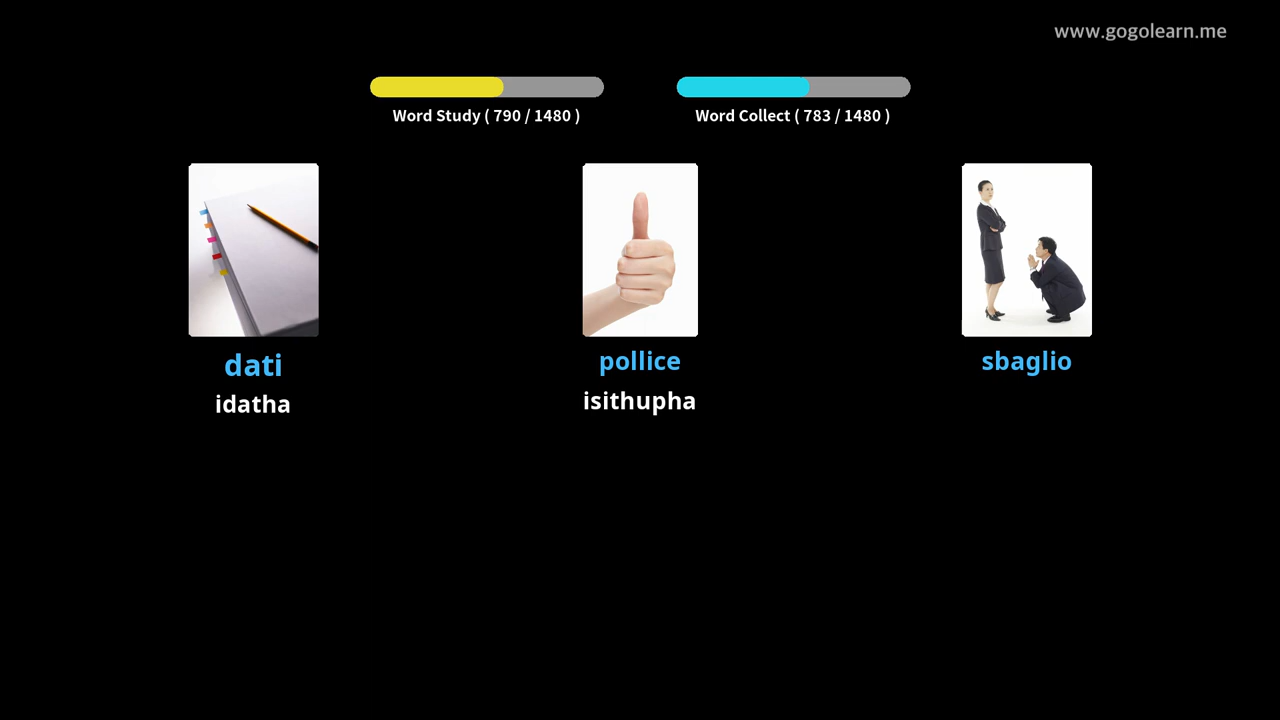 www.gogolearn.me
Word Study ( 790 / 1480 )
Word Collect ( 783 / 1480 )
dati
idatha
pollice
isithupha
sbaglio